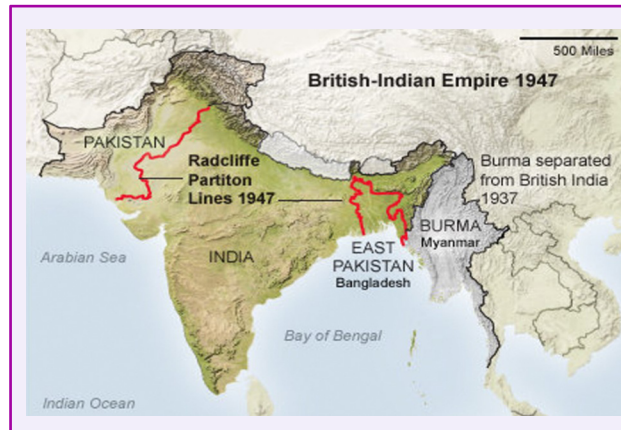 500 Miles
British-Indian Empire 1947
PAKISTAN
Radcliffe
Partiton
Lines 1947
Burma separated
from British India
1937
BURMA
Myanmar
INDIA
EAST
PAKISTAN
Bangladesh
Arabian Sea
Bay of Bengal
Indian Ocean